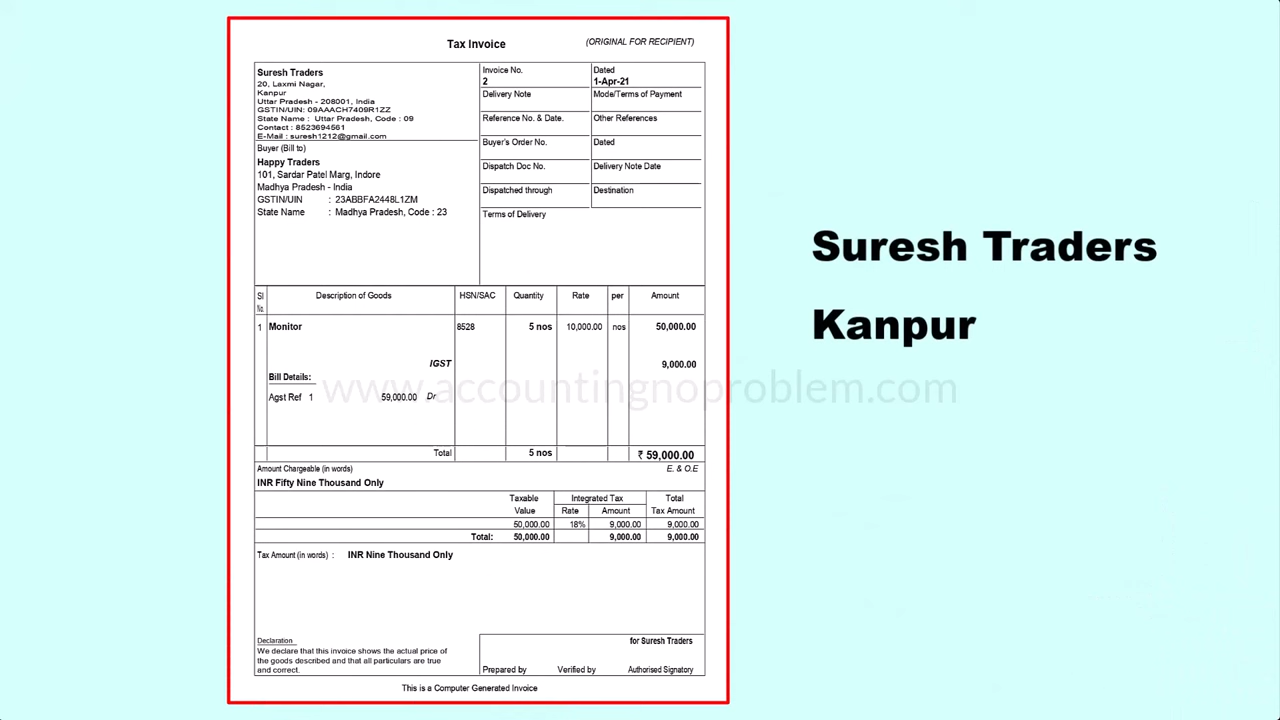 Tax Invoice
(ORIGINAL FOR RECIPIENT)
Suresh Traders
20, Laxmi Nagar,
Kanpur
Uttar Pradesh - 208001, India
GSTIN/UIN: 09AAACH7409R1ZZ
State Name : Uttar Pradesh, Code : 09
Contact : 8523694561
E-Mail : suresh1212@gmail.com
Buyer (Bill to)
Happy Traders
101, Sardar Patel Marg, Indore
Madhya Pradesh - India
GSTIN/UIN : 23ABBFA2448L1ZM
State Name : Madhya Pradesh, Code : 23
Invoice No. Dated
2 1-Apr-21
Delivery Note Mode/Terms of Payment
Reference No. & Date. Other References
Buyer's Order No. Dated
Dispatch Doc No. Delivery Note Date
Dispatched through Destination
Terms of Delivery
Sl No. Description of Goods HSN/SAC Quantity Rate per Amount
1 Monitor 8528 5 nos 10,000.00 nos 50,000.00
IGST 9,000.00
Bill Details:
Agst Ref 1 59,000.00 Dr
Total 5 nos ₹ 59,000.00
Amount Chargeable (in words) E. & O.E
INR Fifty Nine Thousand Only
Taxable Integrated Tax Total
Value Rate Amount Tax Amount
50,000.00 18% 9,000.00 9,000.00
Total: 50,000.00 9,000.00 9,000.00
Tax Amount (in words) : INR Nine Thousand Only
Declaration
We declare that this invoice shows the actual price of
the goods described and that all particulars are true
and correct.
for Suresh Traders
Prepared by Verified by Authorised Signatory
This is a Computer Generated Invoice
Suresh Traders
Kanpur
www.accountingnoproblem.com